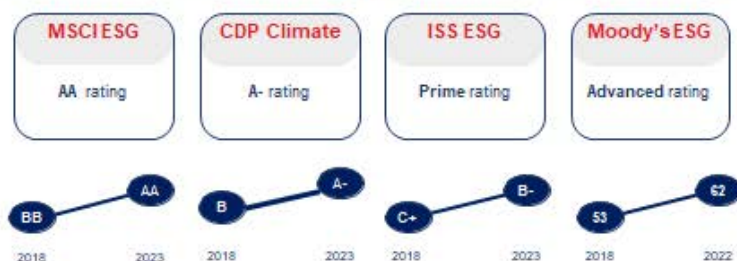 MSCI ESG
AA rating
BB
AA
2018
2023
CDP Climate
A- rating
B
A-
2018
2023
ISS ESG
Prime rating
C+
B-
2018
2023
Moody's ESG
Advanced rating
53
62
2018
2022